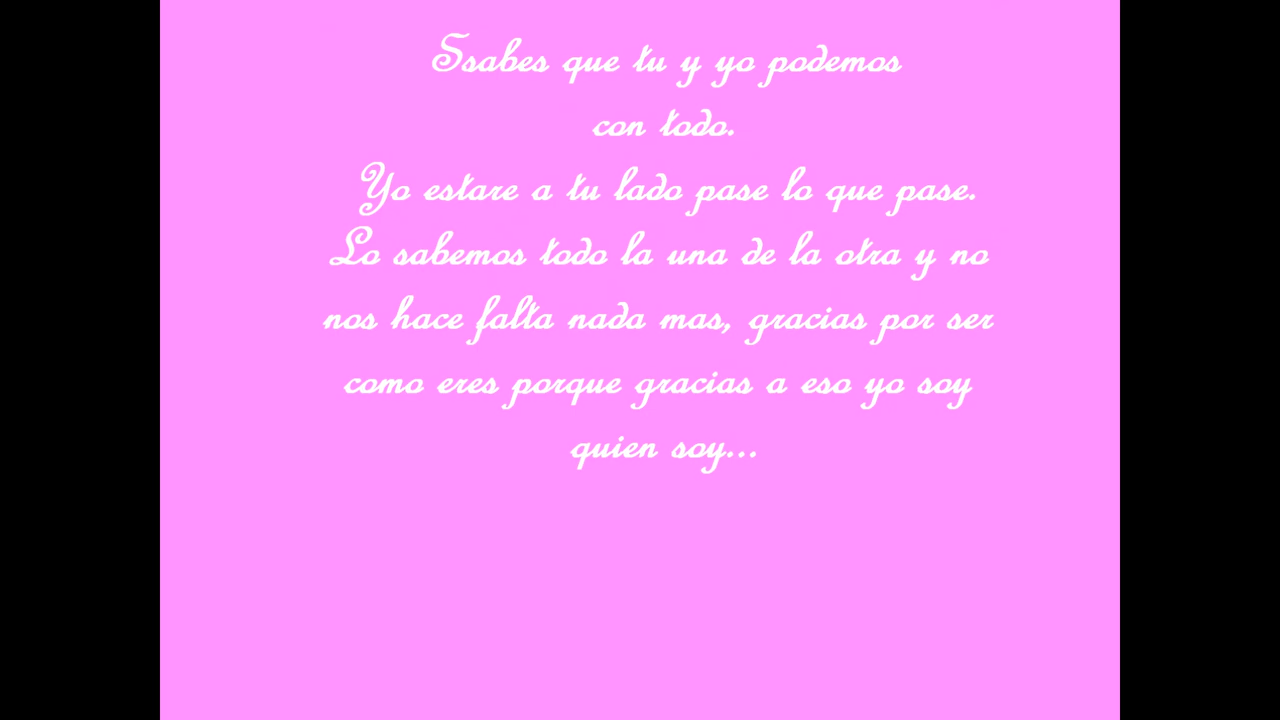 Ssabes que tu y yo podemos
con todo.
Yo estare a tu lado pase lo que pase.
Lo sabemos todo la una de la otra y no
nos hace falta nada mas, gracias por ser
como eres porque gracias a eso yo soy
quien soy...